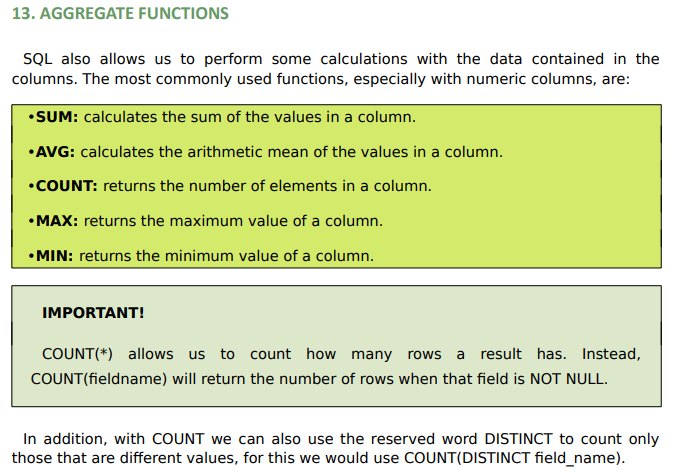 13. AGGREGATE FUNCTIONS
SQL also allows us to perform some calculations with the data contained in the
columns. The most commonly used functions, especially with numeric columns, are:
•SUM: calculates the sum of the values in a column.
•AVG: calculates the arithmetic mean of the values in a column.
•COUNT: returns the number of elements in a column.
•MAX: returns the maximum value of a column.
•MIN: returns the minimum value of a column.
IMPORTANT!
COUNT(*) allows us to count how many rows a result has. Instead,
COUNT(fieldname) will return the number of rows when that field is NOT NULL.
In addition, with COUNT we can also use the reserved word DISTINCT to count only
those that are different values, for this we would use COUNT(DISTINCT field_name).